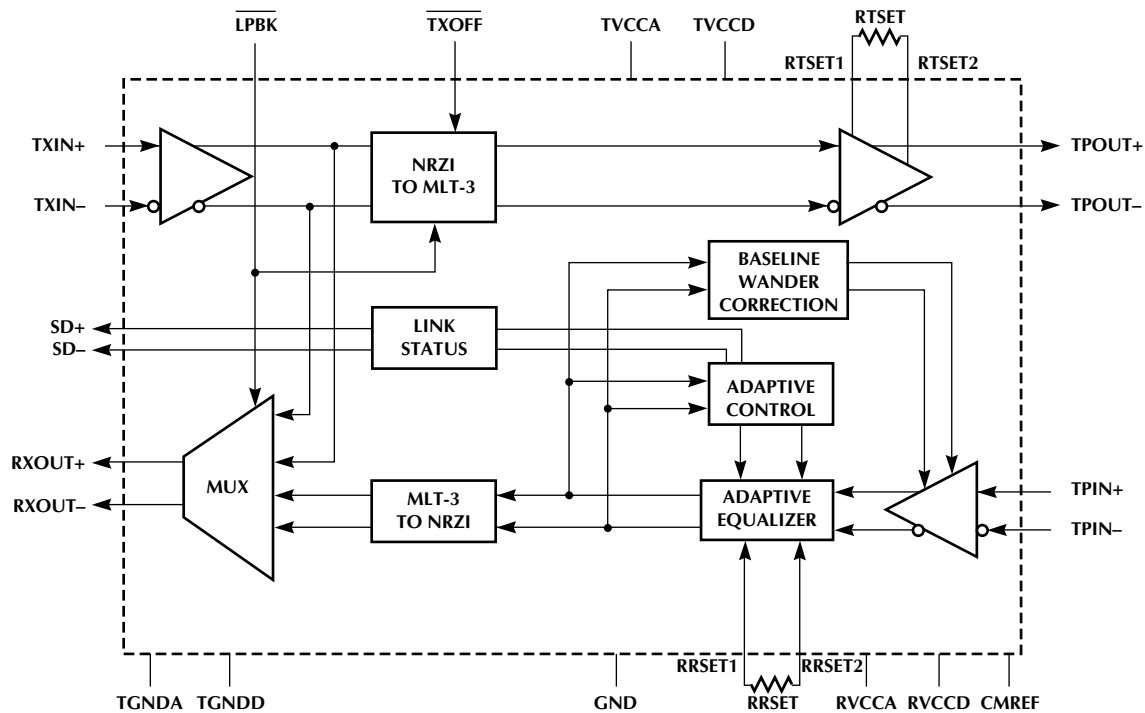 LPBK
TXOFF
TVCCA
TVCCD
RTSET
RTSET1
RTSET2
TXIN+
TXIN–
NRZI
TO MLT-3
TPOUT+
TPOUT–
BASELINE
WANDER
CORRECTION
SD+
SD–
LINK
STATUS
ADAPTIVE
CONTROL
RXOUT+
RXOUT–
MUX
MLT-3
TO NRZI
ADAPTIVE
EQUALIZER
TPIN+
TPIN–
RRSET1
RRSET2
TGNDA
TGNDD
GND
RRSET
RVCCA
RVCCD
CMREF